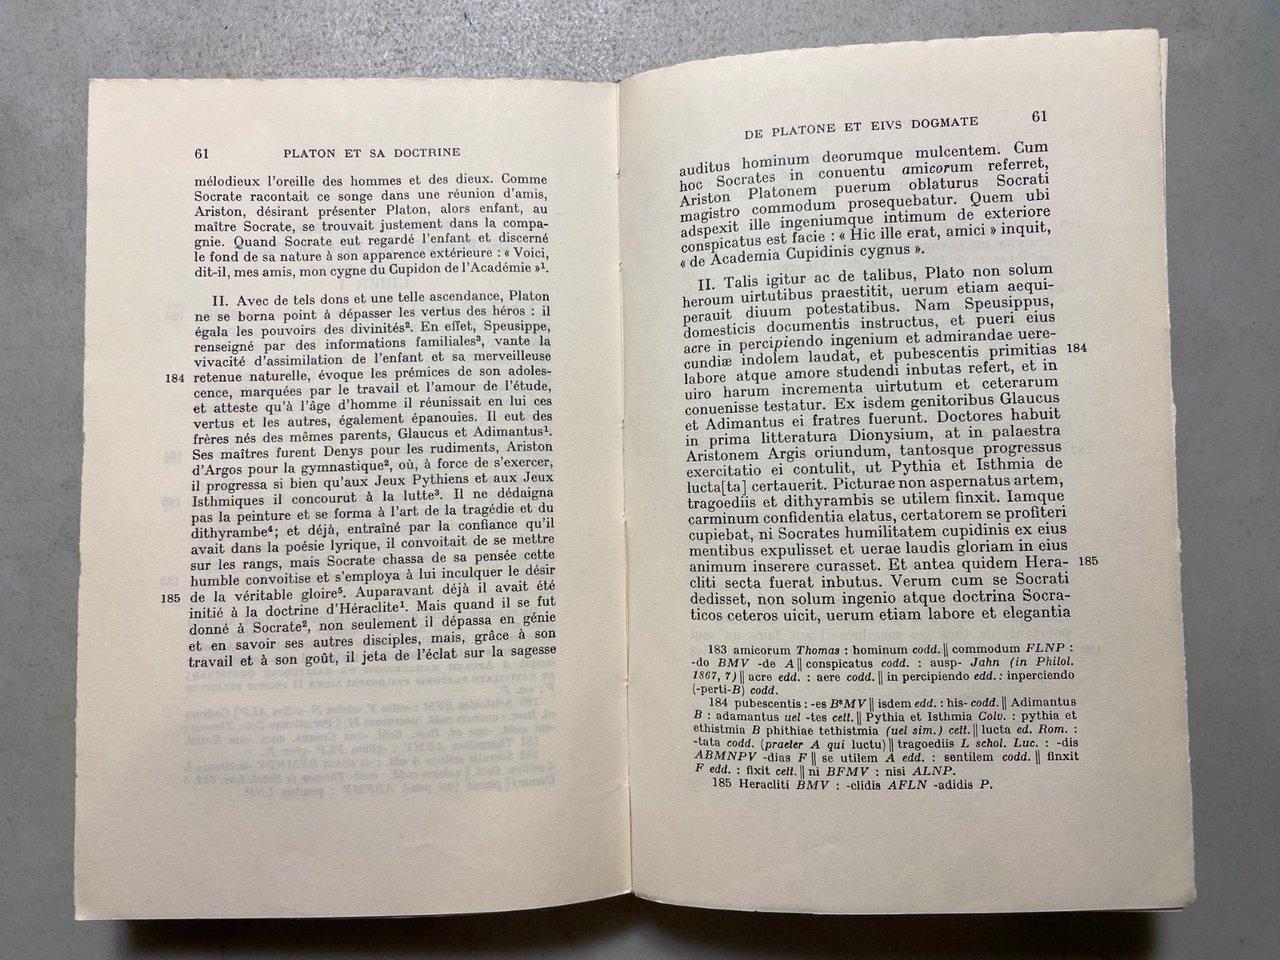 61 PLATON ET SA DOCTRINE
mélodieux l'oreille des hommes et des dieux. Comme
Socrate racontait ce songe dans une réunion d'amis,
Ariston, désirant présenter Platon, alors enfant, au
maître Socrate, se trouvait justement dans la compa-
gnie. Quand Socrate eut regardé l'enfant et discerné
le fond de sa nature à son apparence extérieure : « Voici,
dit-il, mes amis, mon cygne du Cupidon de l'Académie »¹.
II. Avec de tels dons et une telle ascendance, Platon
ne se borna point à dépasser les vertus des héros : il
égala les pouvoirs des divinités². En effet, Speusippe,
renseigné par des informations familiales³, vante la
vivacité d'assimilation de l'enfant et sa merveilleuse
184 retenue naturelle, évoque les prémices de son adoles-
cence, marquées par le travail et l'amour de l'étude,
et atteste qu'à l'âge d'homme il réunissait en lui ces
vertus et les autres, également épanouies. Il eut des
frères nés des mêmes parents, Glaucus et Adimantus¹.
Ses maîtres furent Denys pour les rudiments, Ariston
d'Argos pour la gymnastique², où, à force de s'exercer,
il progressa si bien qu'aux Jeux Pythiens et aux Jeux
Isthmiques il concourut à la lutte³. Il ne dédaigna
pas la peinture et se forma à l'art de la tragédie et du
dithyrambe⁴; et déjà, entraîné par la confiance qu'il
avait dans la poésie lyrique, il convoitait de se mettre
sur les rangs, mais Socrate chassa de sa pensée cette
humble convoitise et s'employa à lui inculquer le désir
185 de la véritable gloire⁵. Auparavant déjà il avait été
initié à la doctrine d'Héraclite¹. Mais quand il se fut
donné à Socrate², non seulement il dépassa en génie
et en savoir ses autres disciples, mais, grâce à son
travail et à son goût, il jeta de l'éclat sur la sagesse
DE PLATONE ET EIVS DOGMATE 61
auditus hominum deorumque mulcentem. Cum
hoc Socrates in conuentu amicorum referret,
Ariston Platonem puerum oblaturus Socrati
magistro commodum prosequebatur. Quem ubi
adspexit ille ingeniumque intimum de exteriore
conspicatus est facie : « Hic ille erat, amici » inquit,
« de Academia Cupidinis cygnus ».
II. Talis igitur ac de talibus, Plato non solum
heroum uirtutibus praestitit, uerum etiam aequi-
perauit diuum potestatibus. Nam Speusippus,
domesticis documentis instructus, et pueri eius
acre in percipiendo ingenium et admirandae uere-
cundiæ indolem laudat, et pubescentis primitias 184
labore atque amore studendi inbutas refert, et in
uiro harum incrementa uirtutum et ceterarum
conuenisse testatur. Ex isdem genitoribus Glaucus
et Adimantus ei fratres fuerunt. Doctores habuit
in prima litteratura Dionysium, at in palaestra
Aristonem Argis oriundum, tantosque progressus
exercitatio ei contulit, ut Pythia et Isthmia de
lucta[ta] certauerit. Picturae non aspernatus artem,
tragoediis et dithyrambis se utilem finxit. Iamque
carminum confidentia elatus, certatorem se profiteri
cupiebat, ni Socrates humilitatem cupidinis ex eius
mentibus expulisset et uerae laudis gloriam in eius
animum inserere curasset. Et antea quidem Hera- 185
cliti secta fuerat inbutus. Verum cum se Socrati
dedisset, non solum ingenio atque doctrina Socra-
ticos ceteros uicit, uerum etiam labore et elegantia
183 amicorum Thomas : hominum codd. ‖ commodum FLNP :
-do BMV -de A ‖ conspicatus codd. : ausp- Jahn (in Philol.
1867, 7) ‖ acre edd. : aere codd. ‖ in percipiendo edd. : inperciendo
(-perti-B) codd.
184 pubescentis : -es B²MV ‖ isdem edd. : his- codd. ‖ Adimantus
B : adamantus uel -tes cett. ‖ Pythia et Isthmia Colv. : pythia et
ethistmia B phithiae tethistmia (uel sim.) cett. ‖ lucta ed. Rom. :
-tata codd. (praeter A qui luctu) ‖ tragoediis L schol. Luc. : -dis
ABMNPV -dias F ‖ se utilem A edd. : sentilem codd. ‖ finxit
F edd. : fixit cett. ‖ ni BFMV : nisi ALNP.
185 Heracliti BMV : -clidis AFLN -adidis P.